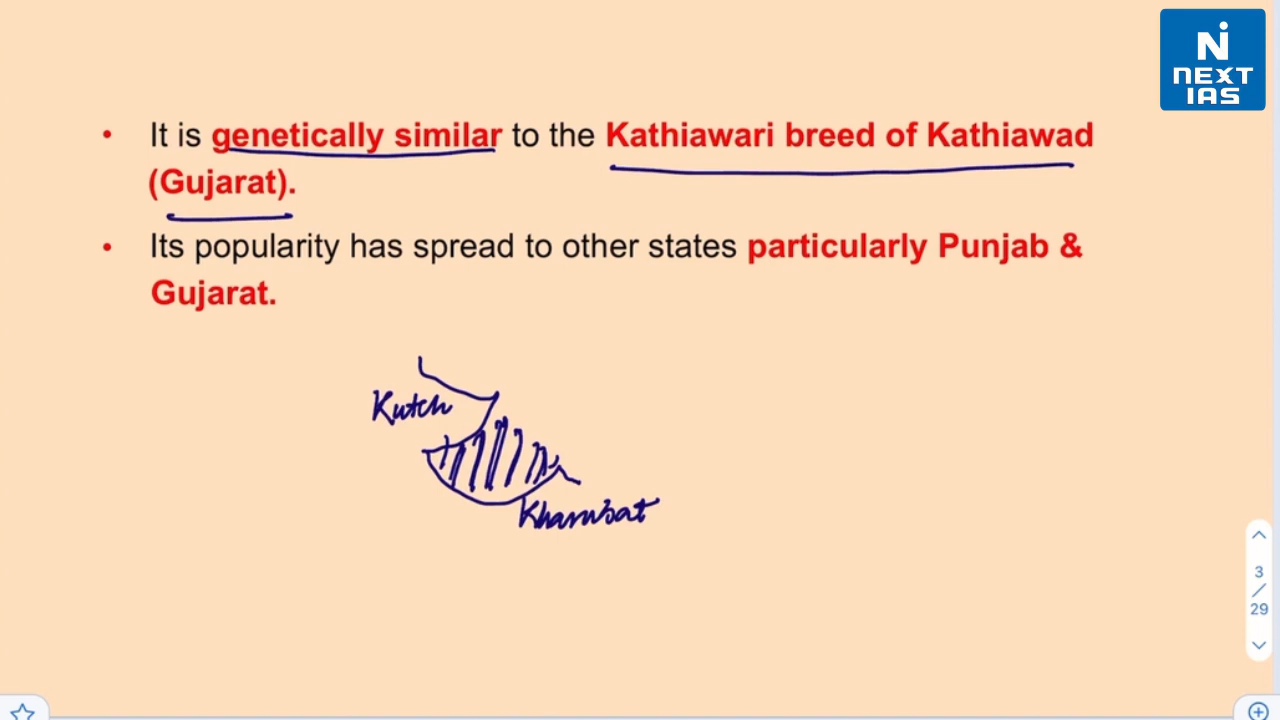 NEXT
IAS
• It is genetically similar to the Kathiawari breed of Kathiawad
(Gujarat).
• Its popularity has spread to other states particularly Punjab &
Gujarat.
Kutch
Khambat
3
/
29